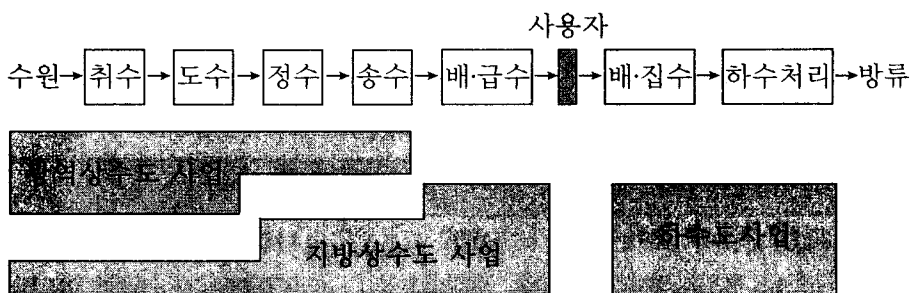 사용자
수원→취수→도수→정수→송수→배·급수→→배·집수→하수처리→방류
광역상수도 사업
지방상수도 사업
하수도사업